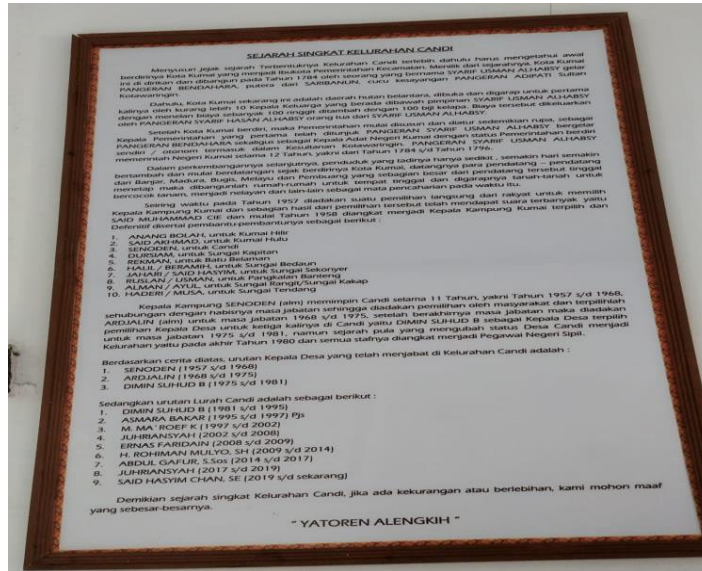 SEJARAH SINGKAT KELURAHAN CANDI
Menyusuri jejak sejarah Terbentuknya Kelurahan Candi terlebih dahulu harus mengetahui awal
berdirinya Kota Kumai yang menjadi Ibukota Pemerintahan Kecamatan. Menilik dari sejarahnya, Kota Kumai
ini di dirikan dan dibangun pada Tahun 1784 oleh seorang yang bernama SYARIF USMAN ALHABSY gelar
PANGERAN BENDAHARA, putera dari SARIBANUN, cucu kesayangan PANGERAN ADIPATI Sultan
Kotawaringin.
Dahulu, Kota Kumai sekarang ini adalah daerah hutan belantara, dibuka dan digarap untuk pertama
kalinya oleh kurang lebih 10 Kepala Keluarga yang berada dibawah pimpinan SYARIF USMAN ALHABSY
dengan menelan biaya sebanyak 100 ringgit ditambah dengan 100 biji kelapa. Biaya tersebut dikeluarkan
oleh PANGERAN SYARIF HASAN ALHABSY orang tua dari SYARIF USMAN ALHABSY.
Setelah Kota Kumai berdiri, maka Pemerintahan mulai disusun dan diatur sedemikian rupa, sebagai
Kepala Pemerintahan yang pertama telah ditunjuk PANGERAN SYARIF USMAN ALHABSY bergelar
PANGERAN BENDAHARA sekaligus sebagai Kepala Adat Negeri Kumai dengan status Pemerintahan berdiri
sendiri / otonom termasuk dalam Kesultanan Kotawaringin. PANGERAN SYARIF USMAN ALHABSY
memerintah Negeri Kumai selama 12 Tahun, yakni dari Tahun 1784 s/d Tahun 1796.
Dalam perkembangannya selanjutnya, penduduk yang tadinya hanya sedikit , semakin hari semakin
bertambah dan mulai berdatangan sejak berdirinya Kota Kumai, datangnya para pendatang – pendatang
dari Banjar, Madura, Bugis, Melayu dan Pembuang yang sebagian besar dari pendatang tersebut tinggal
menetap maka dibangunlah rumah-rumah untuk tempat tinggal dan digarapnya tanah-tanah untuk
bercocok tanam, menjadi nelayan dan lain-lain sebagai mata pencaharian pada waktu itu.
Seiring waktu pada Tahun 1957 diadakan suatu pemilihan langsung dari rakyat untuk memilih
Kepala Kampung Kumai dan sebagian hasil dari pemilihan tersebut telah mendapat suara terbanyak yaitu
SAID MUHAMMAD CIE dan mulai Tahun 1958 diangkat menjadi Kepala Kampung Kumai terpilih dan
Defenitif disertai pembantu-pembantunya sebagai berikut :
1. ANANG BOLAH, untuk Kumai Hilir
2. SAID AKHMAD, untuk Kumai Hulu
3. SENODEN, untuk Candi
4. DURSIAM, untuk Sungai Kapitan
5. REKMAN, untuk Batu Belaman
6. HALIL / BERAMIH, untuk Sungai Bedaun
7. JAHARI / SAID HASYIM, untuk Sungai Sekonyer
8. RUSLAN / USMAN, untuk Pangkalan Banteng
9. ALMAN / AYUL, untuk Sungai Rangit/Sungai Kakap
10. HADERI / MUSA, untuk Sungai Tendang
Kepala Kampung SENODEN (alm) memimpin Candi selama 11 Tahun, yakni Tahun 1957 s/d 1968,
sehubungan dengan habisnya masa jabatan sehingga diadakan pemilihan oleh masyarakat dan terpilihlah
ARDJALIN (alm) untuk masa jabatan 1968 s/d 1975, setelah berakhirnya masa jabatan maka diadakan
pemilihan Kepala Desa untuk ketiga kalinya di Candi yaitu DIMIN SUHUD B sebagai Kepala Desa terpilih
untuk masa jabatan 1975 s/d 1981, namun sejarah pula yang mengubah status Desa Candi menjadi
Kelurahan yaitu pada akhir Tahun 1980 dan semua stafnya diangkat menjadi Pegawai Negeri Sipil.
Berdasarkan cerita diatas, urutan Kepala Desa yang telah menjabat di Kelurahan Candi adalah :
1. SENODEN (1957 s/d 1968)
2. ARDJALIN (1968 s/d 1975)
3. DIMIN SUHUD B (1975 s/d 1981)
Sedangkan urutan Lurah Candi adalah sebagai berikut :
1. DIMIN SUHUD B (1981 s/d 1995)
2. ASMARA BAKAR (1995 s/d 1997) Pjs
3. M. MA'ROEF K (1997 s/d 2002)
4. JUHRIANSYAH (2002 s/d 2008)
5. ERNAS FARIDAIN (2008 s/d 2009)
6. H. ROHIMAN MULYO, SH (2009 s/d 2014)
7. ABDUL GAFUR, S.Sos (2014 s/d 2017)
8. JUHRIANSYAH (2017 s/d 2019)
9. SAID HASYIM CHAN, SE (2019 s/d sekarang)
Demikian sejarah singkat Kelurahan Candi, jika ada kekurangan atau berlebihan, kami mohon maaf
yang sebesar-besarnya.
" YATOREN ALENGKIH "